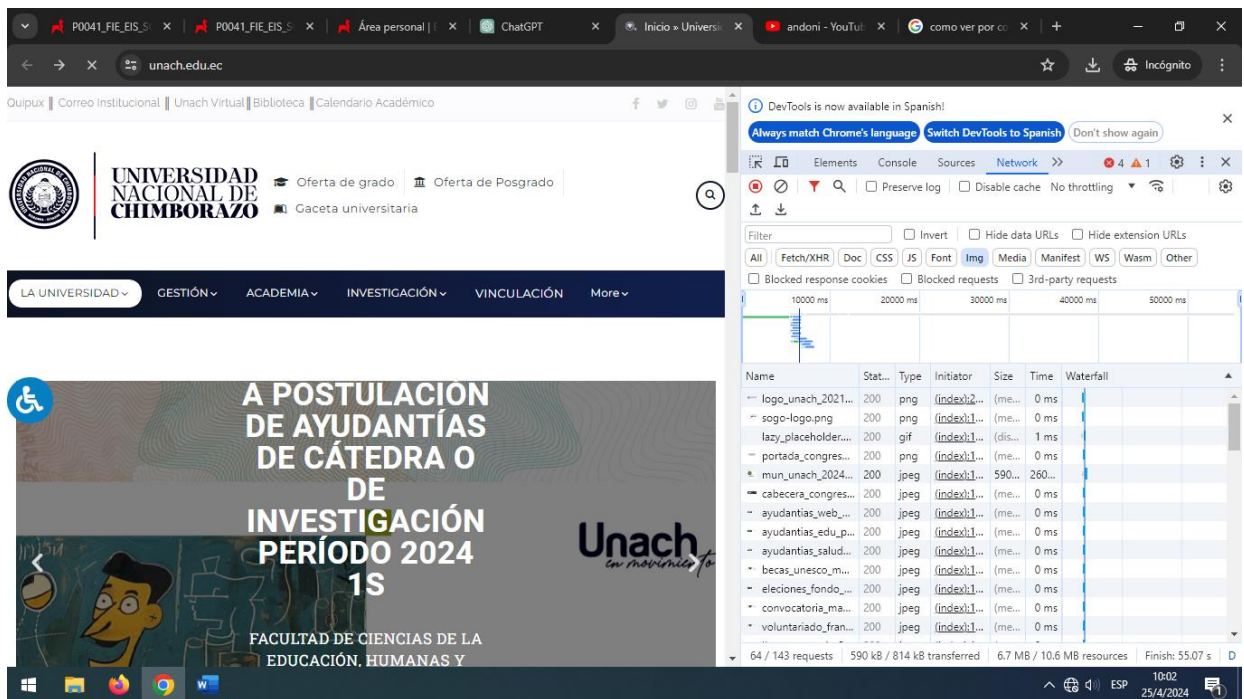 P0041_FIE_EIS_S
P0041_FIE_EIS_S
Área personal |
ChatGPT
Inicio » Universi
andoni - YouTub
como ver por co
unach.edu.ec
Incógnito
Quipux || Correo Institucional || Unach Virtual || Biblioteca || Calendario Académico
UNIVERSIDAD
NACIONAL DE
CHIMBORAZO
Oferta de grado
Oferta de Posgrado
Gaceta universitaria
LA UNIVERSIDAD
GESTIÓN
ACADEMIA
INVESTIGACIÓN
VINCULACIÓN
More
A POSTULACIÓN
DE AYUDANTÍAS
DE CÁTEDRA O
DE
INVESTIGACIÓN
PERÍODO 2024
1S
FACULTAD DE CIENCIAS DE LA
EDUCACIÓN, HUMANAS Y
Unach
en movimiento
DevTools is now available in Spanish!
Always match Chrome's language
Switch DevTools to Spanish
Don't show again
Elements Console Sources Network 4 1
Preserve log Disable cache No throttling
Filter
Invert Hide data URLs Hide extension URLs
All Fetch/XHR Doc CSS JS Font Img Media Manifest WS Wasm Other
Blocked response cookies Blocked requests 3rd-party requests
10000 ms 20000 ms 30000 ms 40000 ms 50000 ms
Name Stat... Type Initiator Size Time Waterfall
logo_unach_2021... 200 png (index):2... (me... 0 ms
sogo-logo.png 200 png (index):1... (me... 0 ms
lazy_placeholder.... 200 gif (index):1... (dis... 1 ms
portada_congres... 200 png (index):1... (me... 0 ms
mun_unach_2024... 200 jpeg (index):1... 590... 260...
cabecera_congres... 200 jpeg (index):1... (me... 0 ms
ayudantias_web_... 200 jpeg (index):1... (me... 0 ms
ayudantias_edu_p... 200 jpeg (index):1... (me... 0 ms
ayudantias_salud... 200 jpeg (index):1... (me... 0 ms
becas_unesco_m... 200 jpeg (index):1... (me... 0 ms
eleciones_fondo_... 200 jpeg (index):1... (me... 0 ms
convocatoria_ma... 200 jpeg (index):1... (me... 0 ms
voluntariado_fran... 200 jpeg (index):1... (me... 0 ms
64 / 143 requests 590 kB / 814 kB transferred 6.7 MB / 10.6 MB resources Finish: 55.07 s D
ESP
10:02
25/4/2024